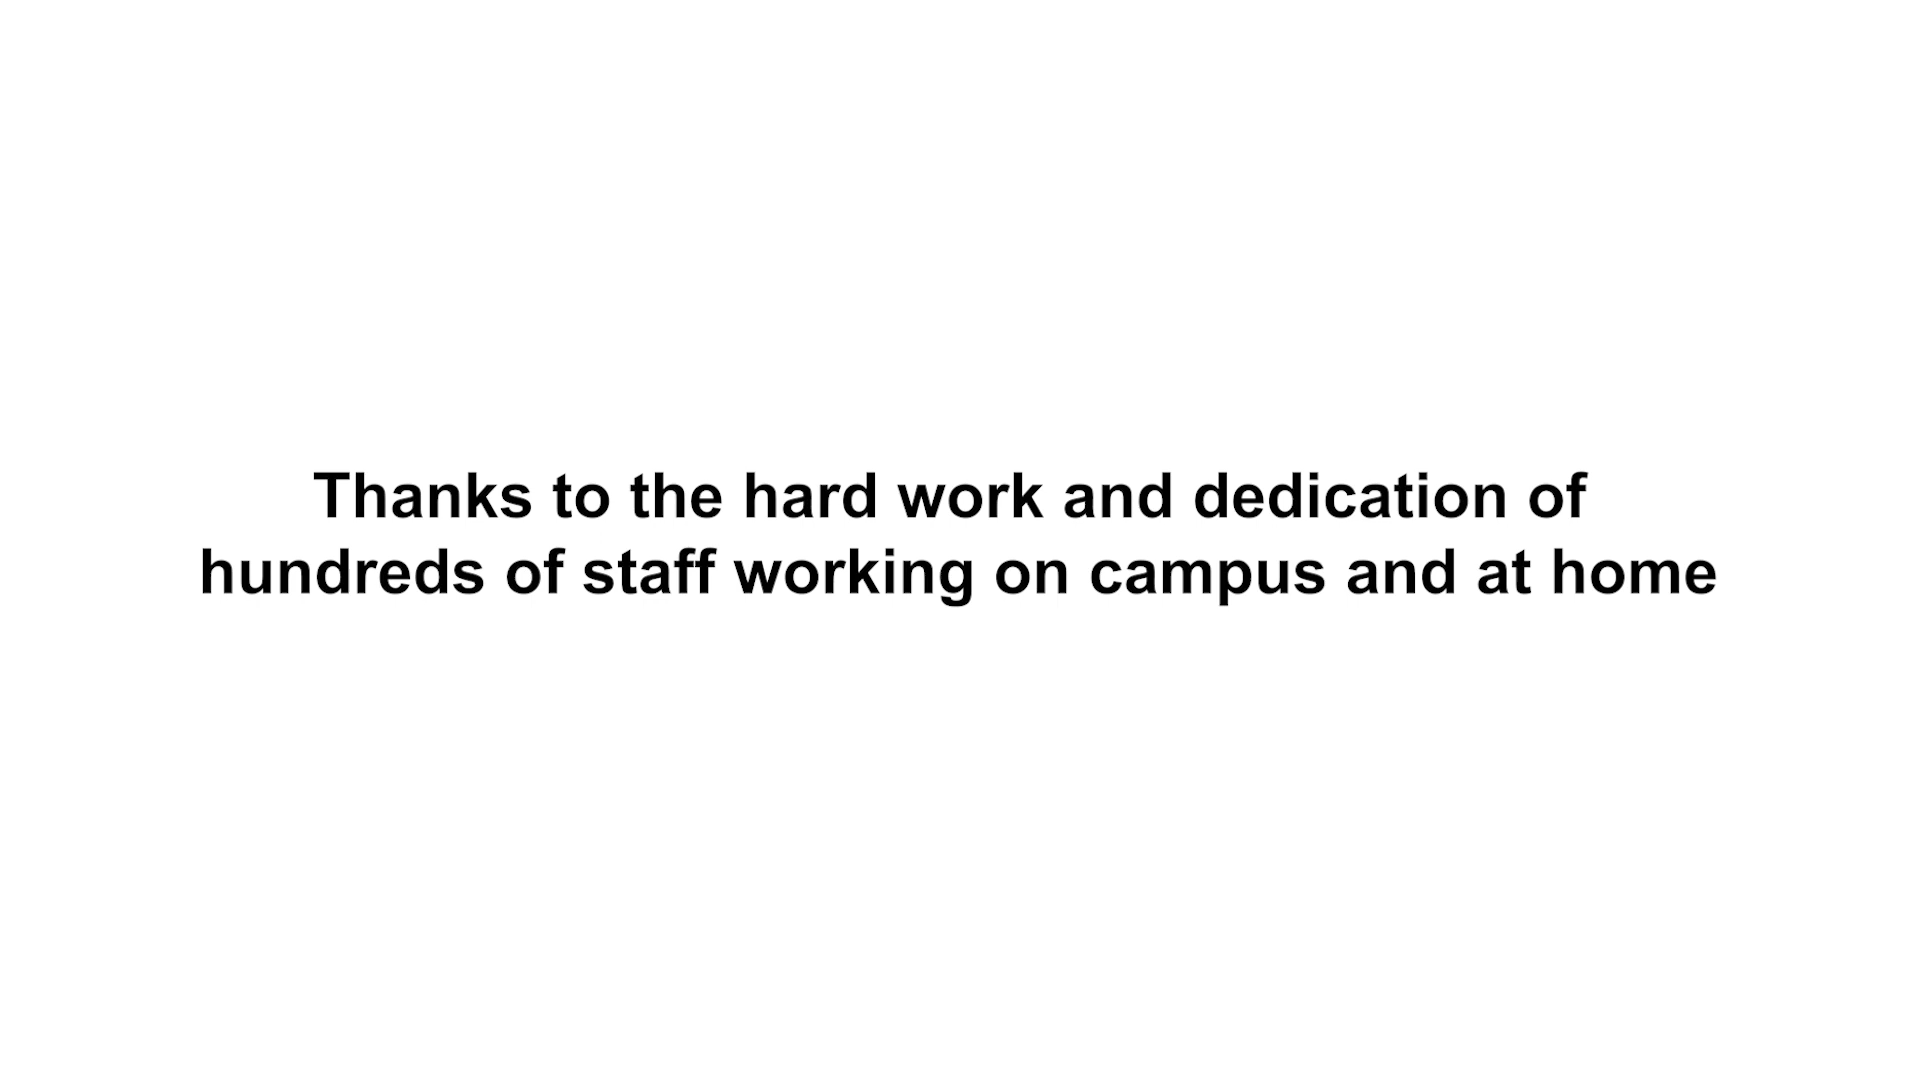 Thanks to the hard work and dedication of
hundreds of staff working on campus and at home